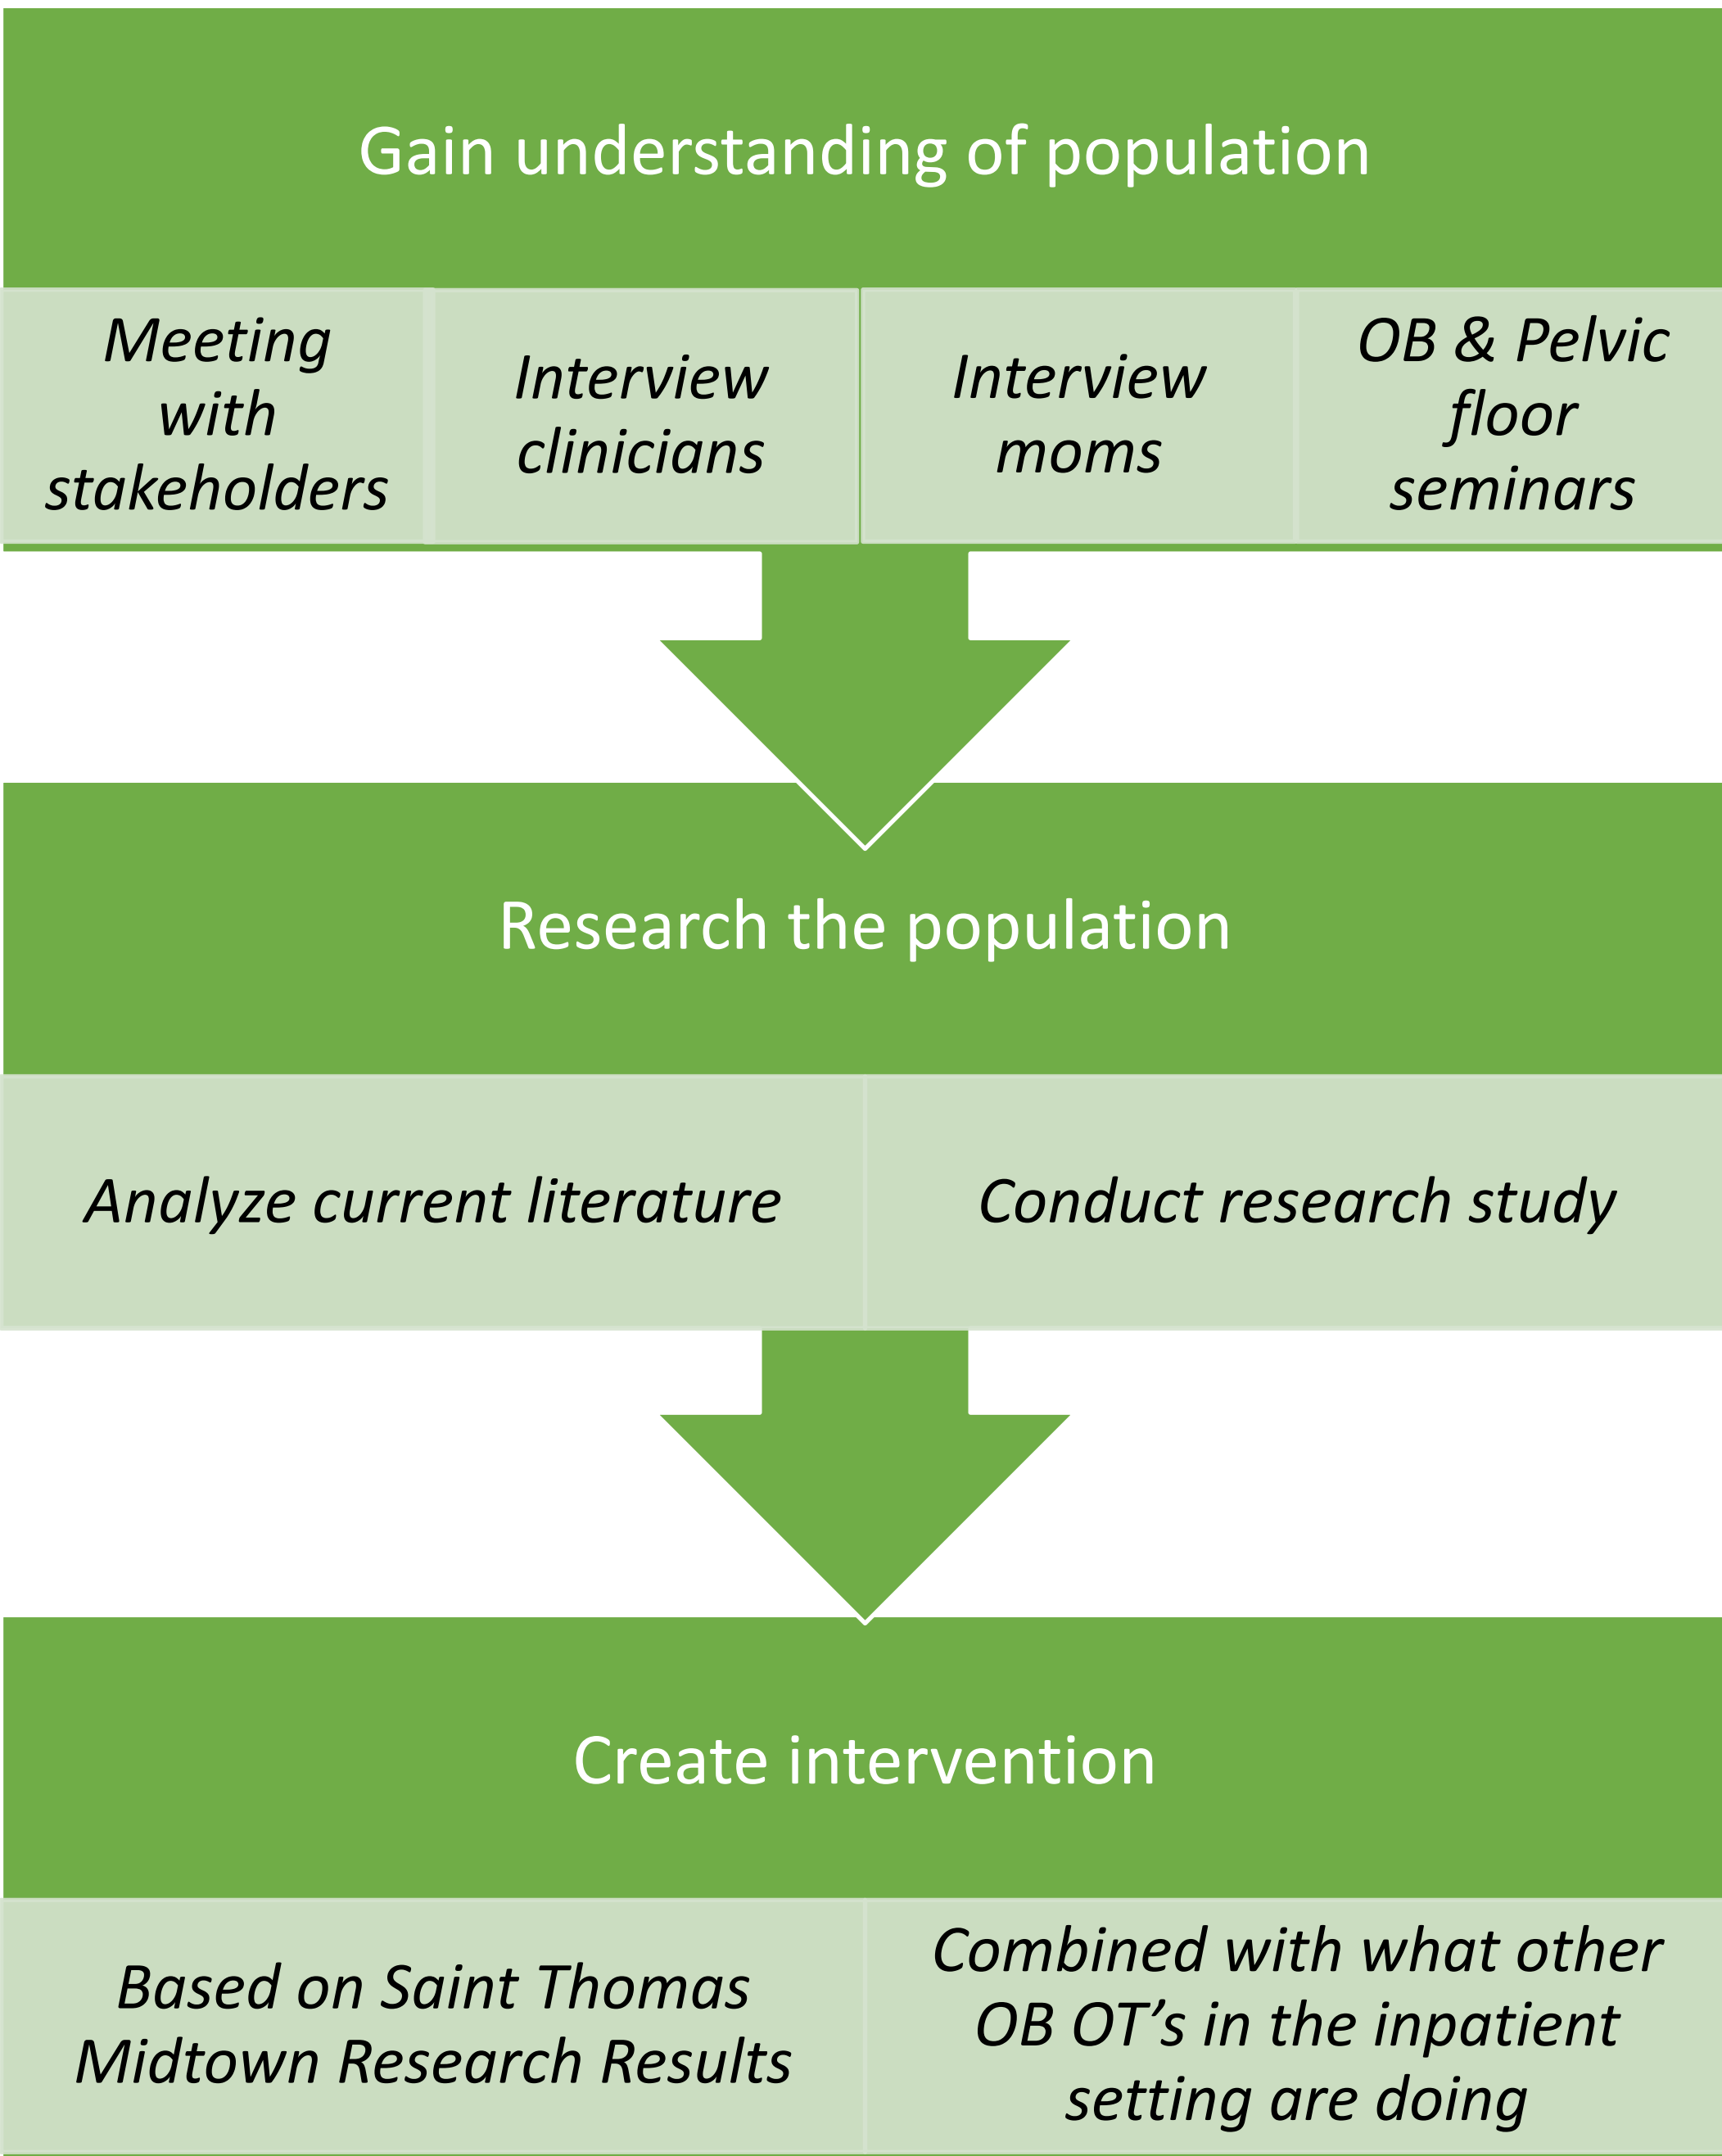 Gain understanding of population
Meeting
with
stakeholders
Interview
clinicians
Interview
moms
OB & Pelvic
floor
seminars
Research the population
Analyze current literature
Conduct research study
Create intervention
Based on Saint Thomas
Midtown Research Results
Combined with what other
OB OT’s in the inpatient
setting are doing